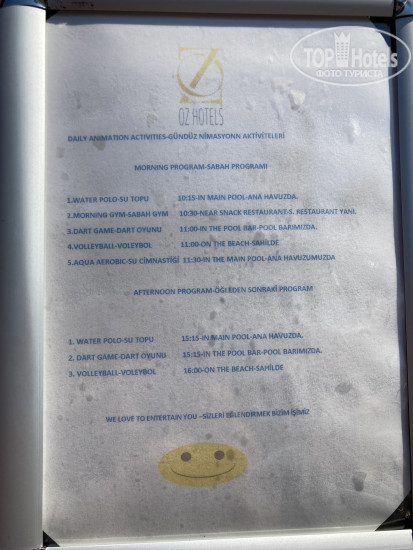 TOP Hotels
ФОТО ТУРИСТА
OZ HOTELS
DAILY ANIMATION ACTIVITIES-GÜNDÜZ NİMASYONN AKTİVİTELERİ
MORNING PROGRAM-SABAH PROGRAMI
1.WATER POLO-SU TOPU 10:15-IN MAIN POOL-ANA HAVUZDA.
2.MORNING GYM-SABAH GYM 10:30-NEAR SNACK RESTAURANT-S. RESTAURANT YANI.
3.DART GAME-DART OYUNU 11:00-IN THE POOL BAR-POOL BARIMIZDA.
4.VOLLEYBALL-VOLEYBOL 11:00-ON THE BEACH-SAHİLDE
5.AQUA AEROBIC-SU CİMNASTİĞİ 11:30-IN THE MAIN POOL-ANA HAVUZUMUZDA
AFTERNOON PROGRAM-ÖĞLEDEN SONRAKİ PROGRAM
1. WATER POLO-SU TOPU 15:15-IN MAIN POOL-ANA HAVUZDA.
2. DART GAME-DART OYUNU 15:15-IN THE POOL BAR-POOL BARIMIZDA.
3. VOLLEYBALL-VOLEYBOL 16:00-ON THE BEACH-SAHİLDE
WE LOVE TO ENTERTAIN YOU –SİZLERİ EĞLENDİRMEK BİZİM İŞİMİZ